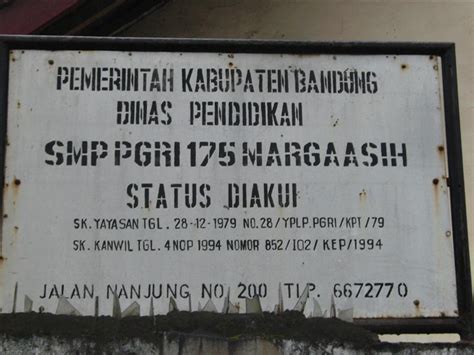 PEMERINTAH KABUPATEN BANDUNG
DINAS PENDIDIKAN
SMP PGRI 175 MARGAASIH
STATUS DIAKUI
SK. YAYASAN TGL. 28-12-1979 NO. 28/YPLP.PGRI/KPT/79
SK. KANWIL TGL. 4 NOP 1994 NOMOR 852/102/KEP/1994
JALAN NANJUNG NO 200 TLP. 6672770